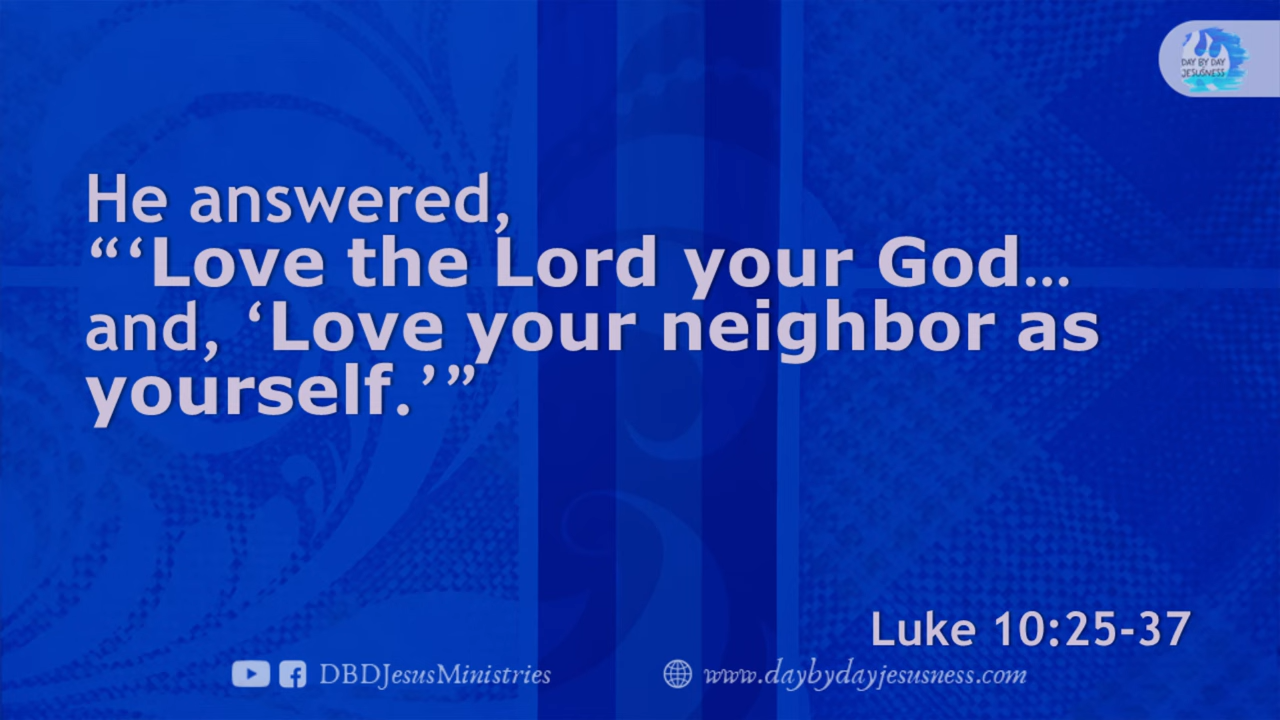 DAY BY DAY
JESUSNESS
He answered,
“‘Love the Lord your God…
and, ‘Love your neighbor as
yourself.’”
Luke 10:25-37
DBDJesusMinistries
www.daybydayjesusness.com